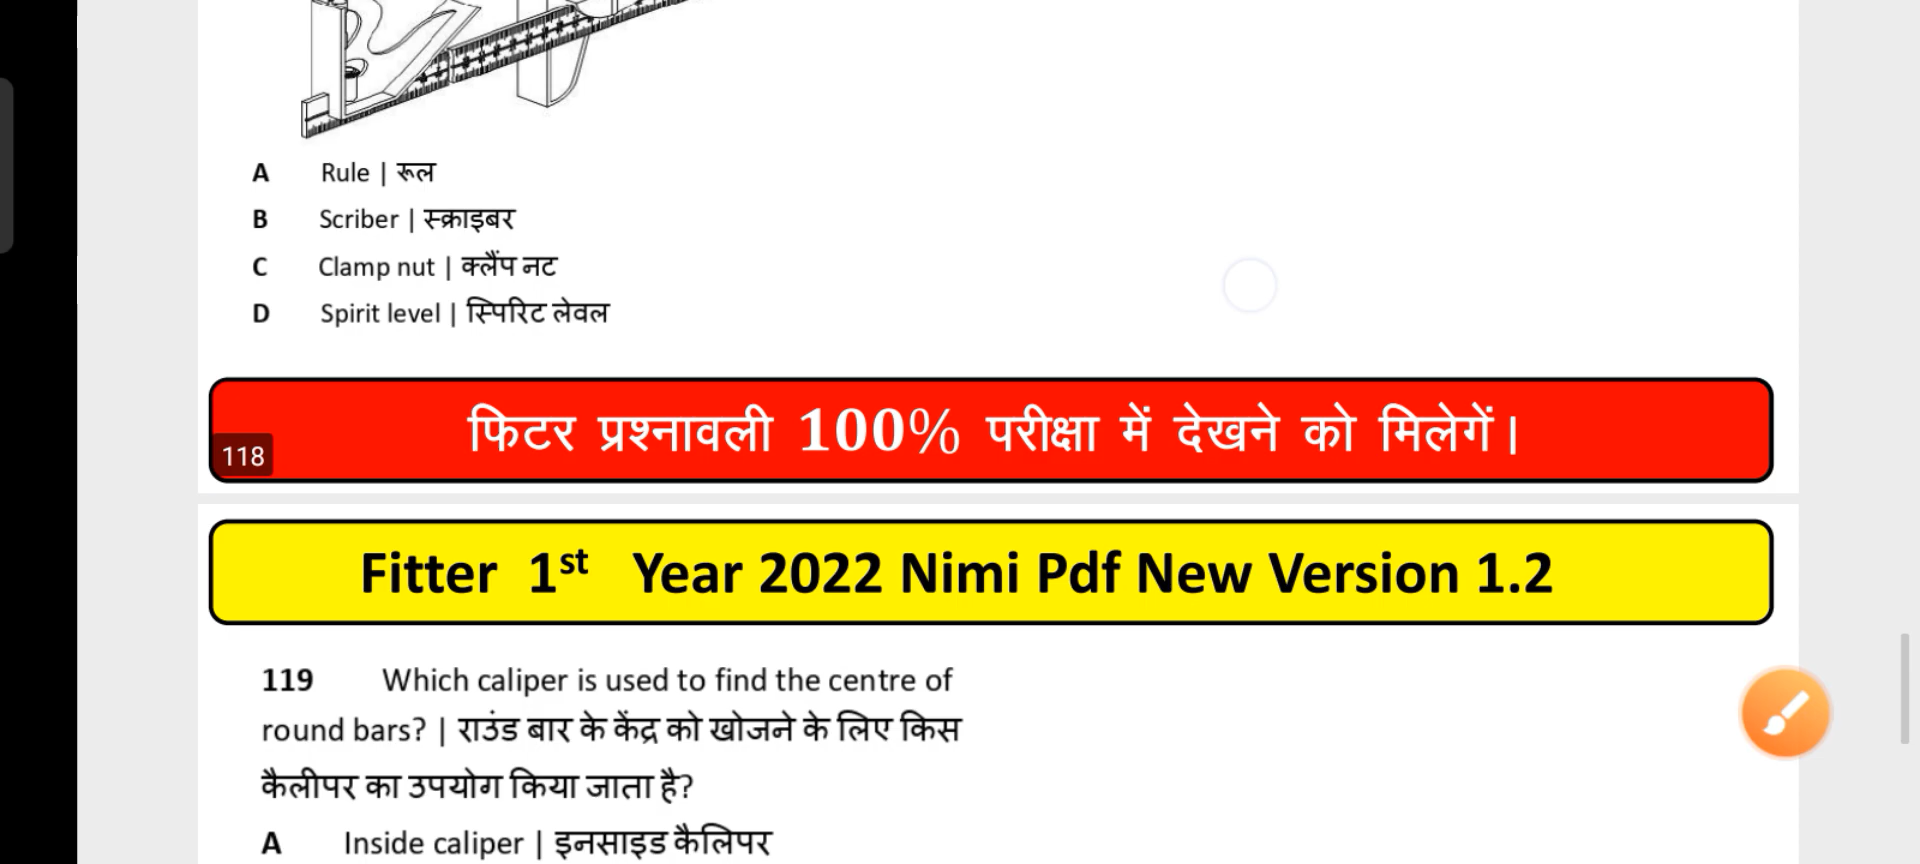 A Rule | रूल
B Scriber | स्क्राइबर
C Clamp nut | क्लैंप नट
D Spirit level | स्पिरिट लेवल
फिटर प्रश्नावली 100% परीक्षा में देखने को मिलेगें।
118
Fitter 1st Year 2022 Nimi Pdf New Version 1.2
119 Which caliper is used to find the centre of
round bars? | राउंड बार के केंद्र को खोजने के लिए किस
कैलीपर का उपयोग किया जाता है?
A Inside caliper | इनसाइड कैलिपर